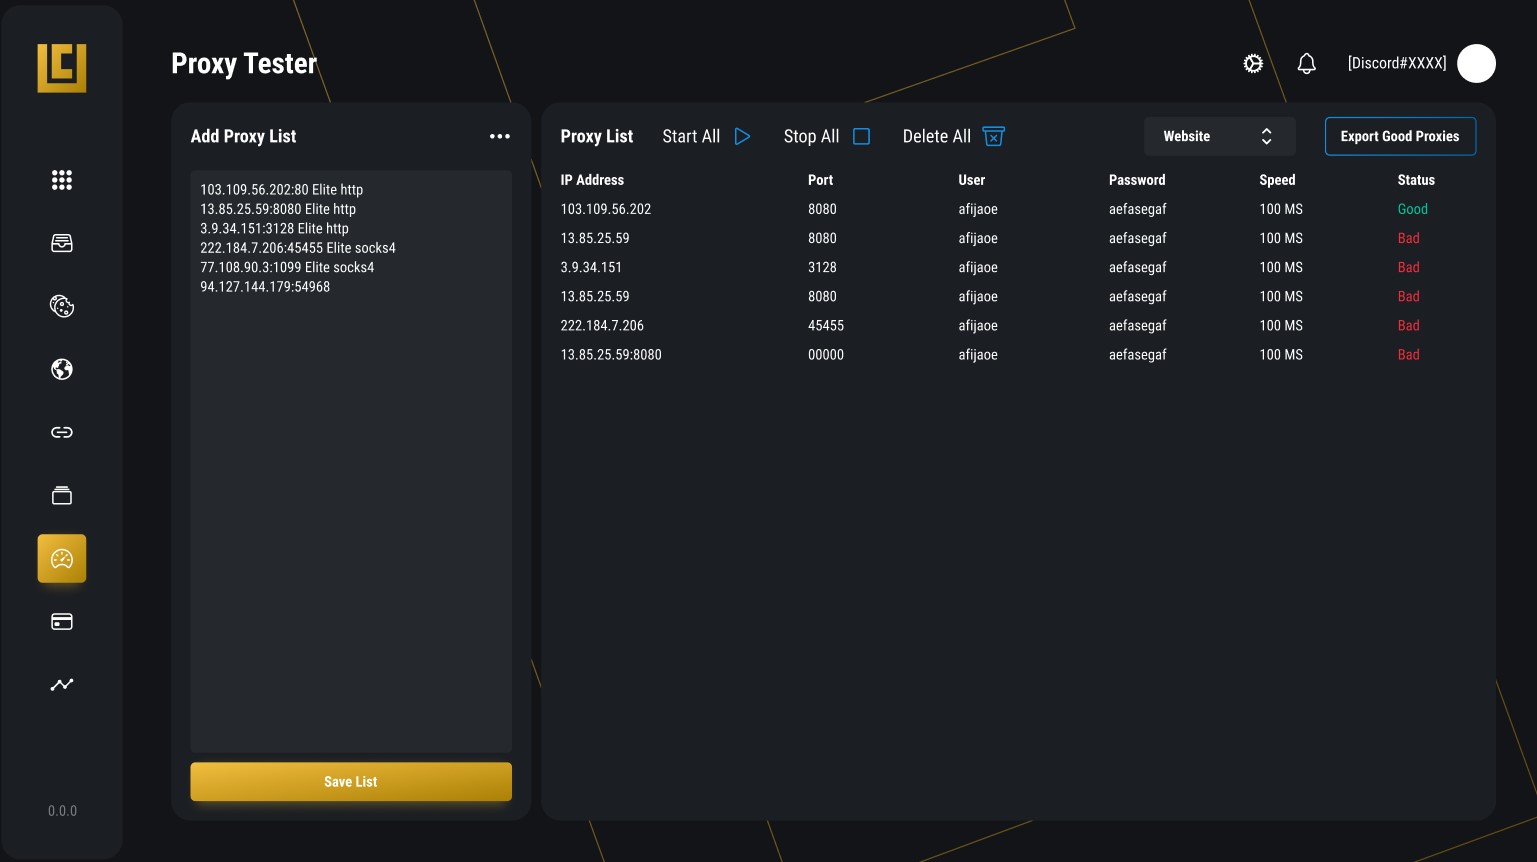 Proxy Tester
[Discord#XXXX]
Add Proxy List
103.109.56.202:80 Elite http
13.85.25.59:8080 Elite http
3.9.34.151:3128 Elite http
222.184.7.206:45455 Elite socks4
77.108.90.3:1099 Elite socks4
94.127.144.179:54968
Save List
Proxy List Start All Stop All Delete All Website Export Good Proxies
IP Address Port User Password Speed Status
103.109.56.202 8080 afijaoe aefasegaf 100 MS Good
13.85.25.59 8080 afijaoe aefasegaf 100 MS Bad
3.9.34.151 3128 afijaoe aefasegaf 100 MS Bad
13.85.25.59 8080 afijaoe aefasegaf 100 MS Bad
222.184.7.206 45455 afijaoe aefasegaf 100 MS Bad
13.85.25.59:8080 00000 afijaoe aefasegaf 100 MS Bad
0.0.0